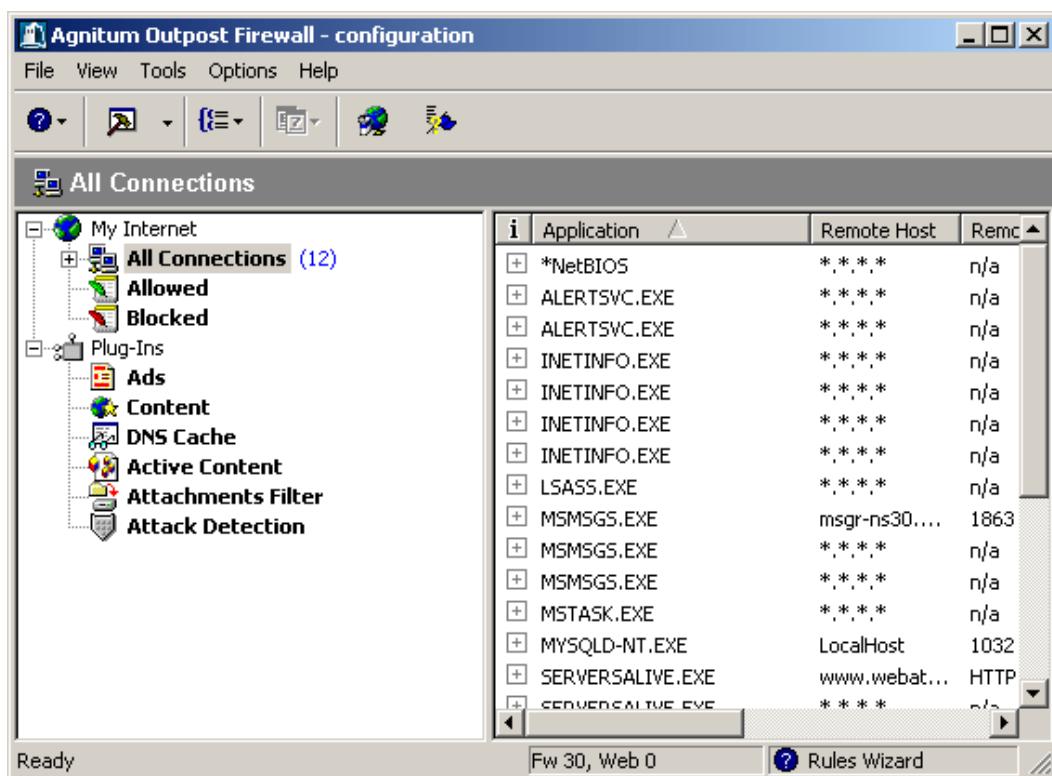 Agnitum Outpost Firewall - configuration
File View Tools Options Help
All Connections
My Internet
All Connections (12)
Allowed
Blocked
Plug-Ins
Ads
Content
DNS Cache
Active Content
Attachments Filter
Attack Detection
i Application Remote Host Remc
*NetBIOS *.*.*.* n/a
ALERTSVC.EXE *.*.*.* n/a
ALERTSVC.EXE *.*.*.* n/a
INETINFO.EXE *.*.*.* n/a
INETINFO.EXE *.*.*.* n/a
INETINFO.EXE *.*.*.* n/a
INETINFO.EXE *.*.*.* n/a
LSASS.EXE *.*.*.* n/a
MSMSGS.EXE msgr-ns30.... 1863
MSMSGS.EXE *.*.*.* n/a
MSMSGS.EXE *.*.*.* n/a
MSTASK.EXE *.*.*.* n/a
MYSQLD-NT.EXE LocalHost 1032
SERVERSALIVE.EXE www.webat... HTTP
SERVERSALIVE.EXE *.*.*.* n/a
Ready Fw 30, Web 0 Rules Wizard